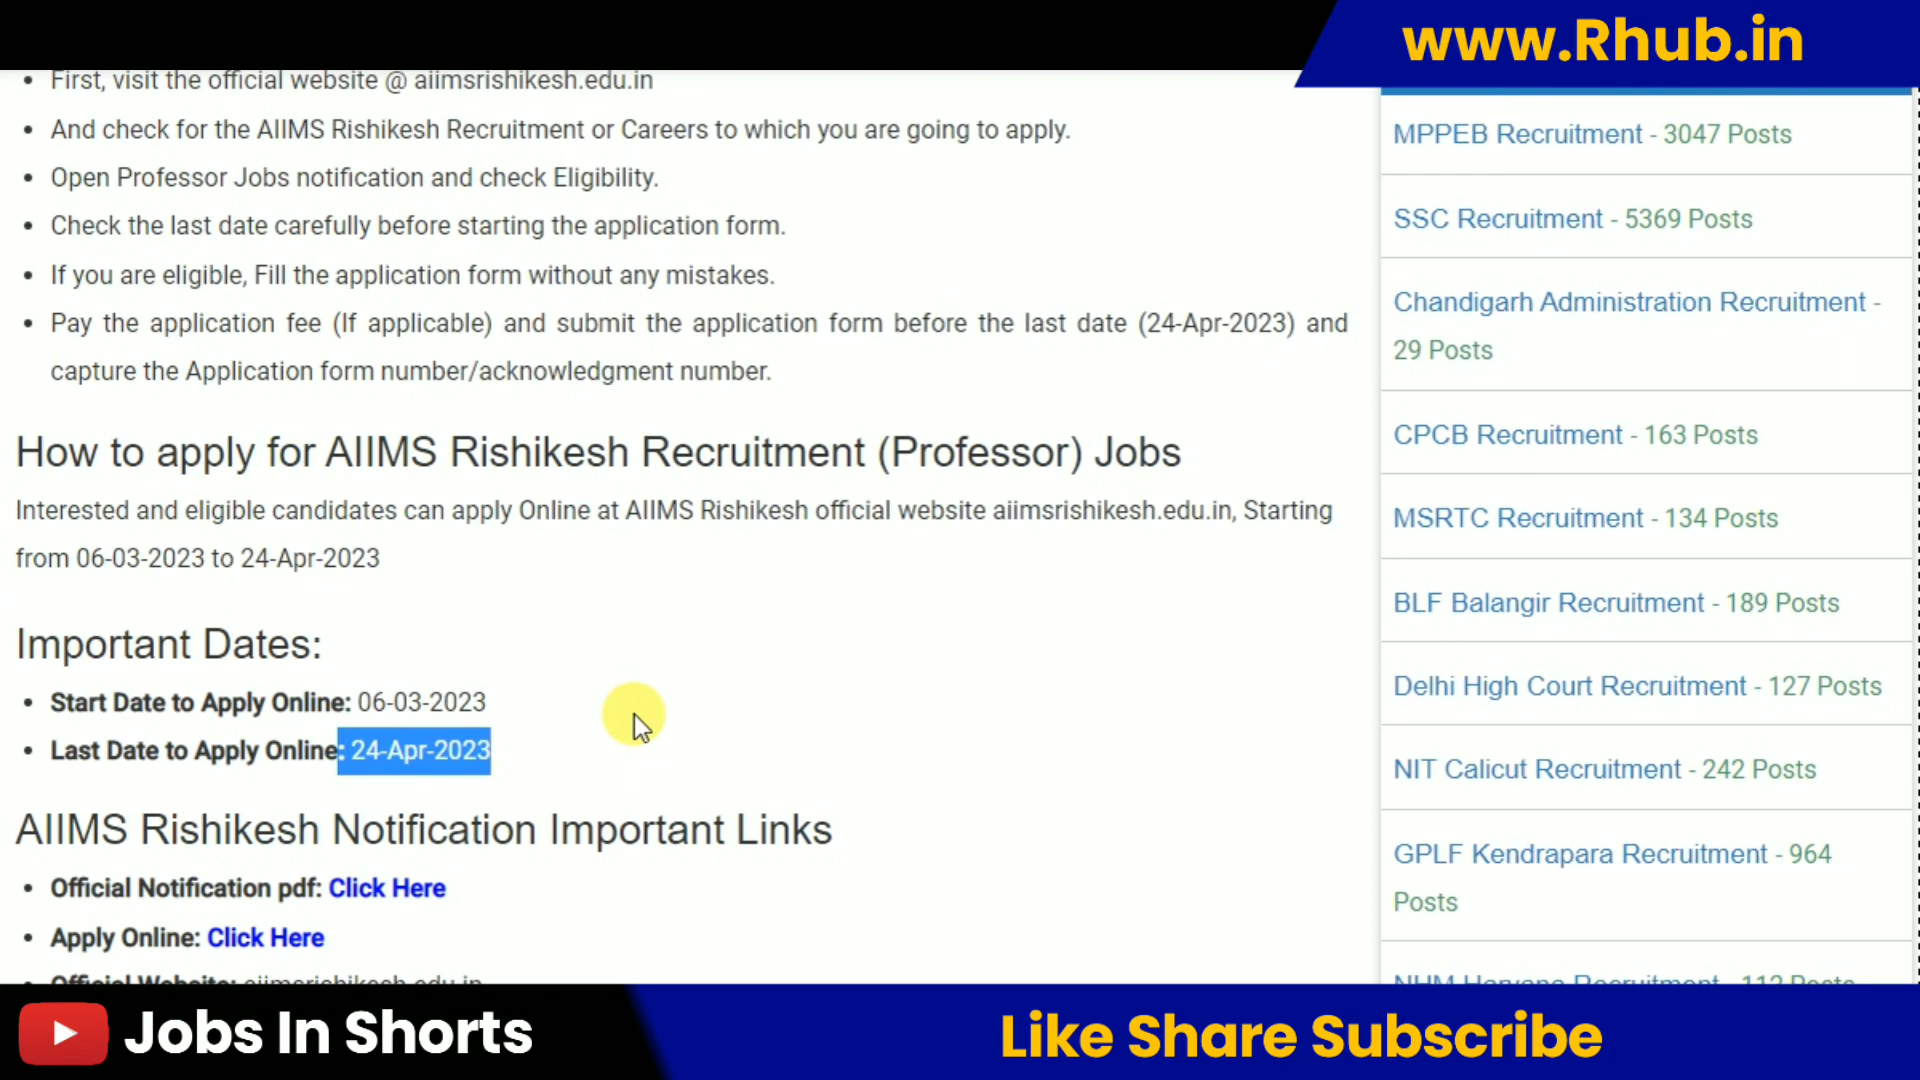 www.Rhub.in
First, visit the official website @ aiimsrishikesh.edu.in
And check for the AIIMS Rishikesh Recruitment or Careers to which you are going to apply.
Open Professor Jobs notification and check Eligibility.
Check the last date carefully before starting the application form.
If you are eligible, Fill the application form without any mistakes.
Pay the application fee (If applicable) and submit the application form before the last date (24-Apr-2023) and
capture the Application form number/acknowledgment number.
How to apply for AIIMS Rishikesh Recruitment (Professor) Jobs
Interested and eligible candidates can apply Online at AIIMS Rishikesh official website aiimsrishikesh.edu.in, Starting
from 06-03-2023 to 24-Apr-2023
Important Dates:
Start Date to Apply Online: 06-03-2023
Last Date to Apply Online: 24-Apr-2023
AIIMS Rishikesh Notification Important Links
Official Notification pdf: Click Here
Apply Online: Click Here
Official Website: aiimsrishikesh.edu.in
MPPEB Recruitment - 3047 Posts
SSC Recruitment - 5369 Posts
Chandigarh Administration Recruitment -
29 Posts
CPCB Recruitment - 163 Posts
MSRTC Recruitment - 134 Posts
BLF Balangir Recruitment - 189 Posts
Delhi High Court Recruitment - 127 Posts
NIT Calicut Recruitment - 242 Posts
GPLF Kendrapara Recruitment - 964
Posts
NHM Haryana Recruitment - 112 Posts
Jobs In Shorts
Like Share Subscribe